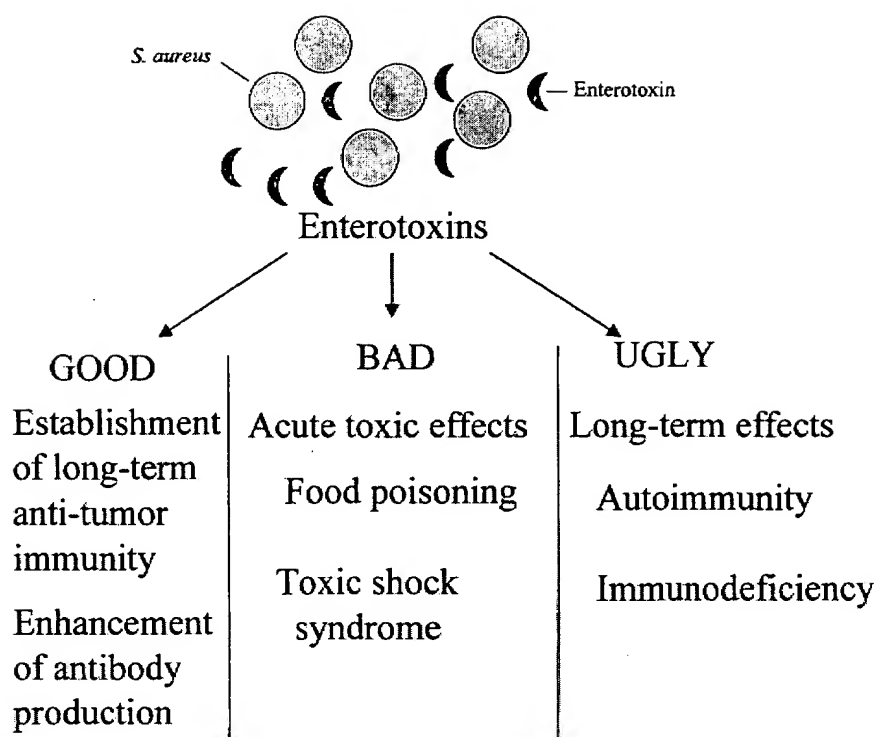 S. aureus
Enterotoxin
Enterotoxins
GOOD
Establishment
of long-term
anti-tumor
immunity
Enhancement
of antibody
production
BAD
Acute toxic effects
Food poisoning
Toxic shock
syndrome
UGLY
Long-term effects
Autoimmunity
Immunodeficiency